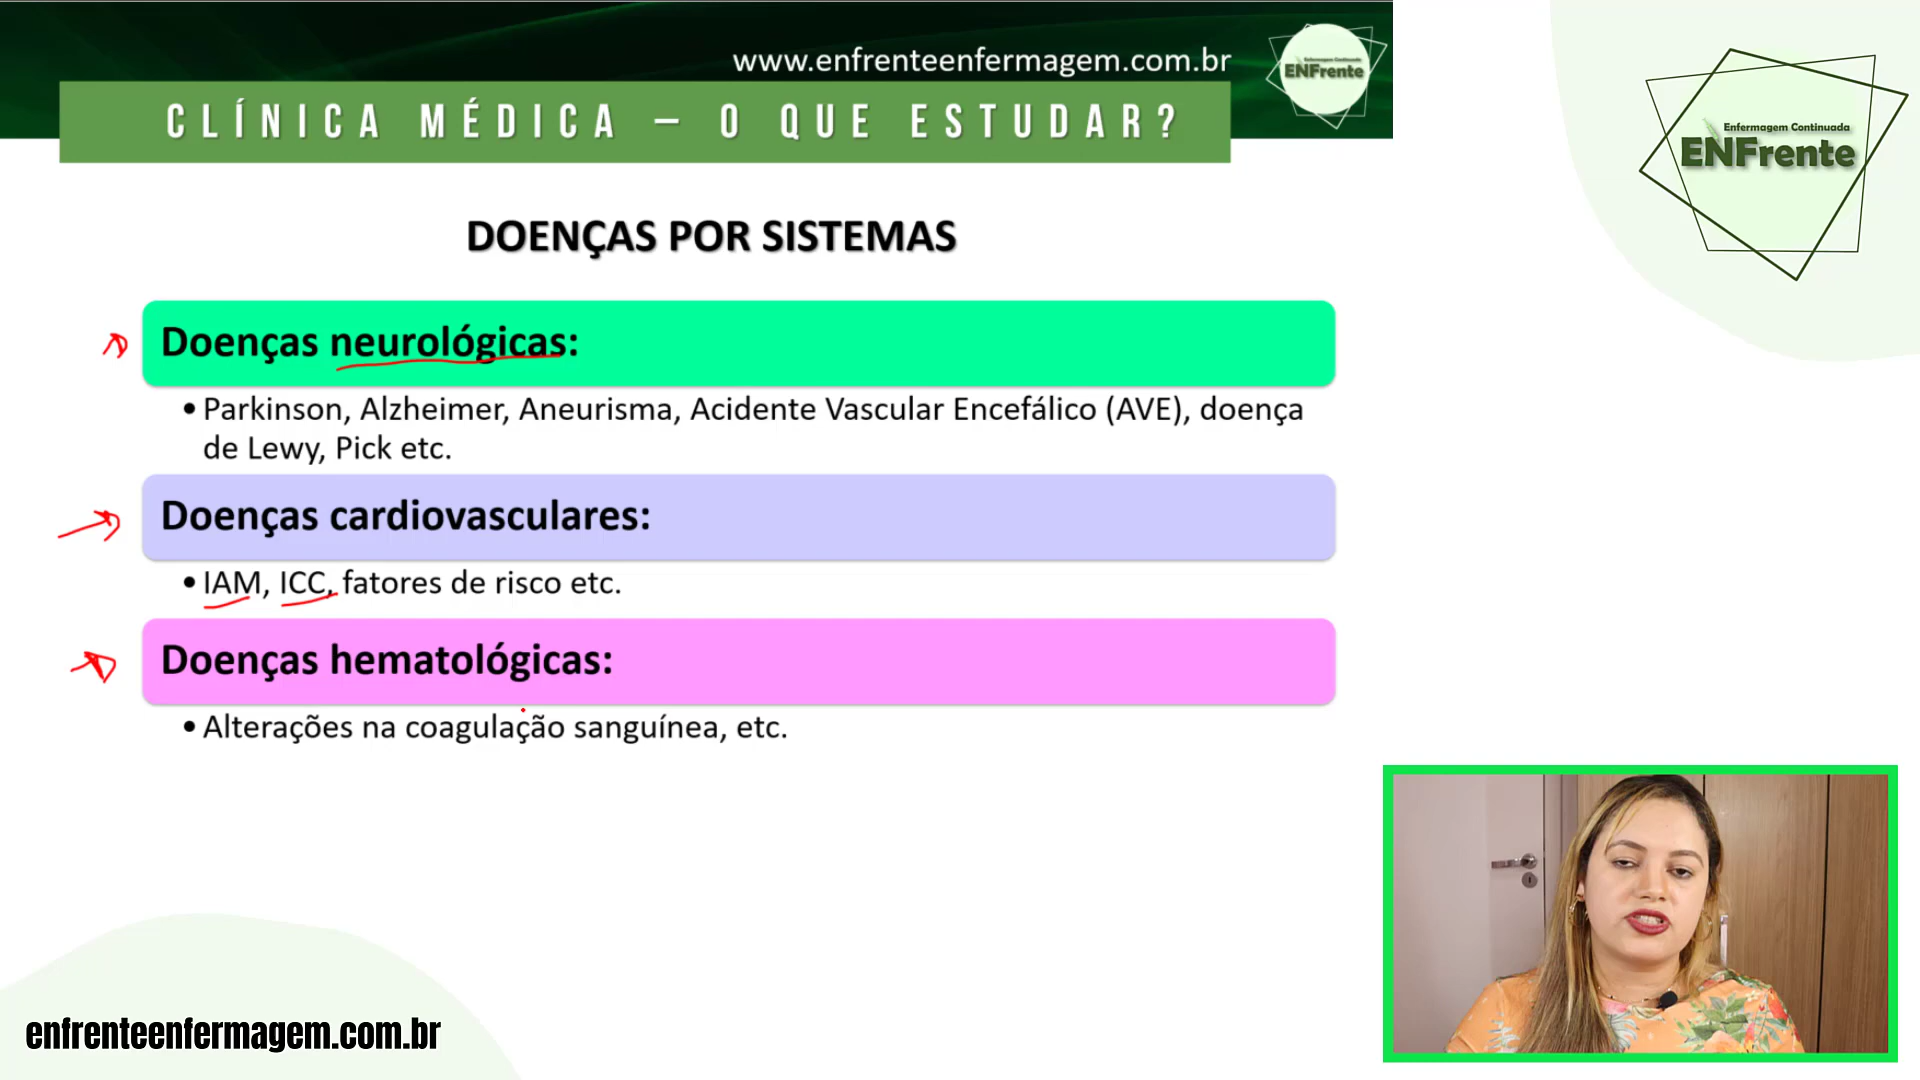 www.enfrenteenfermagem.com.br
Enfermagem Continuada
ENFrente
CLÍNICA MÉDICA – O QUE ESTUDAR?
Enfermagem Continuada
ENFrente
DOENÇAS POR SISTEMAS
Doenças neurológicas:
• Parkinson, Alzheimer, Aneurisma, Acidente Vascular Encefálico (AVE), doença
de Lewy, Pick etc.
Doenças cardiovasculares:
• IAM, ICC, fatores de risco etc.
Doenças hematológicas:
• Alterações na coagulação sanguínea, etc.
enfrenteenfermagem.com.br